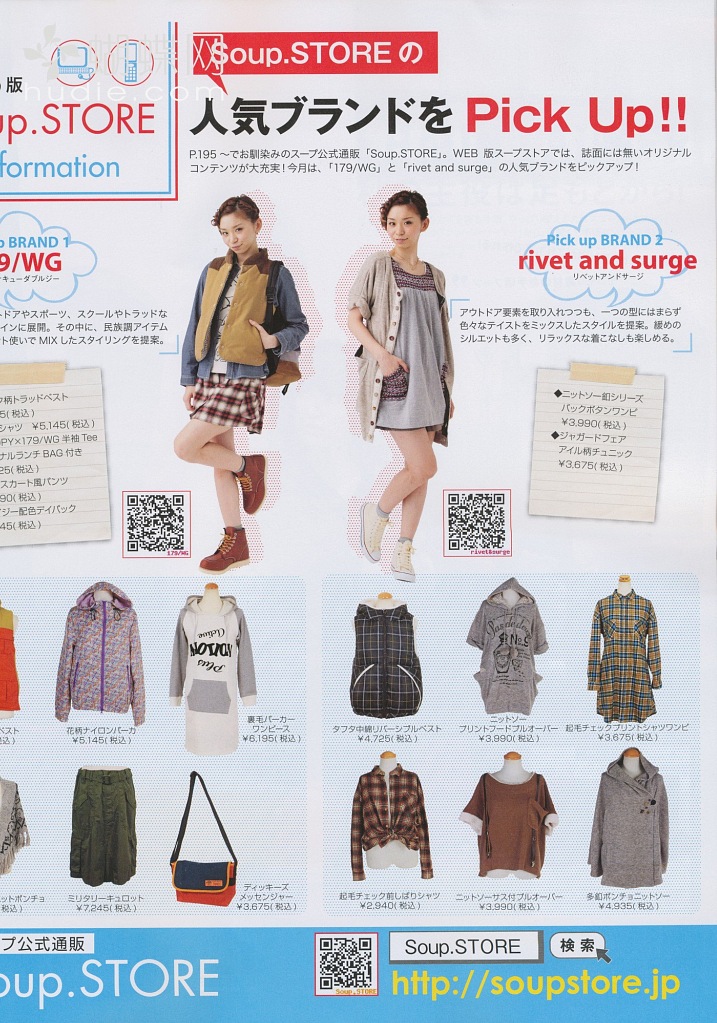 蝴蝶网
hudie.com
版
up.STORE
formation
Soup.STOREの
人気ブランドをPick Up!!
P.195 ～でお馴染みのスープ公式通販「Soup.STORE」。WEB 版スープストアでは、誌面には無いオリジナル
コンテンツが大充実！今月は、「179/WG」と「rivet and surge」の人気ブランドをピックアップ！
p BRAND 1
9/WG
キューダブルジー
ドアやスポーツ、スクールやトラッドな
インに展開。その中に、民族調アイテム
ト使いで MIX したスタイリングを提案。
Pick up BRAND 2
rivet and surge
リベットアンドサージ
アウトドア要素を取り入れつつも、一つの型にはまらず
色々なテイストをミックスしたスタイルを提案。緩めの
シルエットも多く、リラックスな着こなしも楽しめる。
柄トラッドベスト
5(税込)
シャツ ¥5,145(税込)
OPY×179/WG 半袖 Tee
ナルランチ BAG 付き
25(税込)
スカート風パンツ
90(税込)
イジー配色デイパック
45(税込)
◆ニットソー釦シリーズ
バックボタンワンピ
¥3,990(税込)
◆ジャガードフェア
アイル柄チュニック
¥3,675(税込)
179/WG
rivet&surge
ベスト
税込)
花柄ナイロンパーカ
¥5,145(税込)
裏毛パーカー
ワンピース
¥6,195(税込)
タフタ中綿リバーシブルベスト
¥4,725(税込)
ニットソー
プリントフードプルオーバー
¥3,990(税込)
起毛チェックプリントシャツワンピ
¥3,675(税込)
ットポンチョ
税込)
ミリタリーキュロット
¥7,245(税込)
ディッキーズ
メッセンジャー
¥3,675(税込)
起毛チェック前しばりシャツ
¥2,940(税込)
ニットソーサス付プルオーバー
¥3,990(税込)
多釦ポンチョニットソー
¥4,935(税込)
プ公式通販
oup.STORE
Soup.STORE
Soup.STORE
検索
http://soupstore.jp